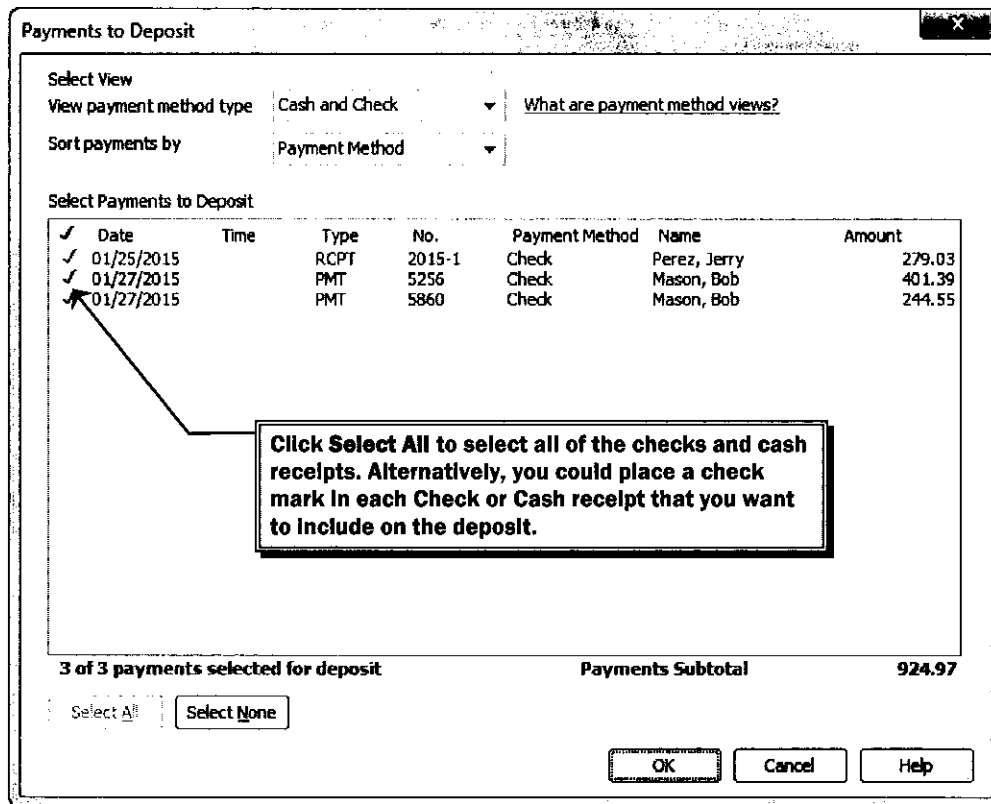 Payments to Deposit X
Select View
View payment method type Cash and Check What are payment method views?
Sort payments by Payment Method
Select Payments to Deposit
✓ Date Time Type No. Payment Method Name Amount
✓ 01/25/2015 RCPT 2015-1 Check Perez, Jerry 279.03
✓ 01/27/2015 PMT 5256 Check Mason, Bob 401.39
✓ 01/27/2015 PMT 5860 Check Mason, Bob 244.55
Click Select All to select all of the checks and cash
receipts. Alternatively, you could place a check
mark in each Check or Cash receipt that you want
to include on the deposit.
3 of 3 payments selected for deposit Payments Subtotal 924.97
Select All Select None
OK Cancel Help